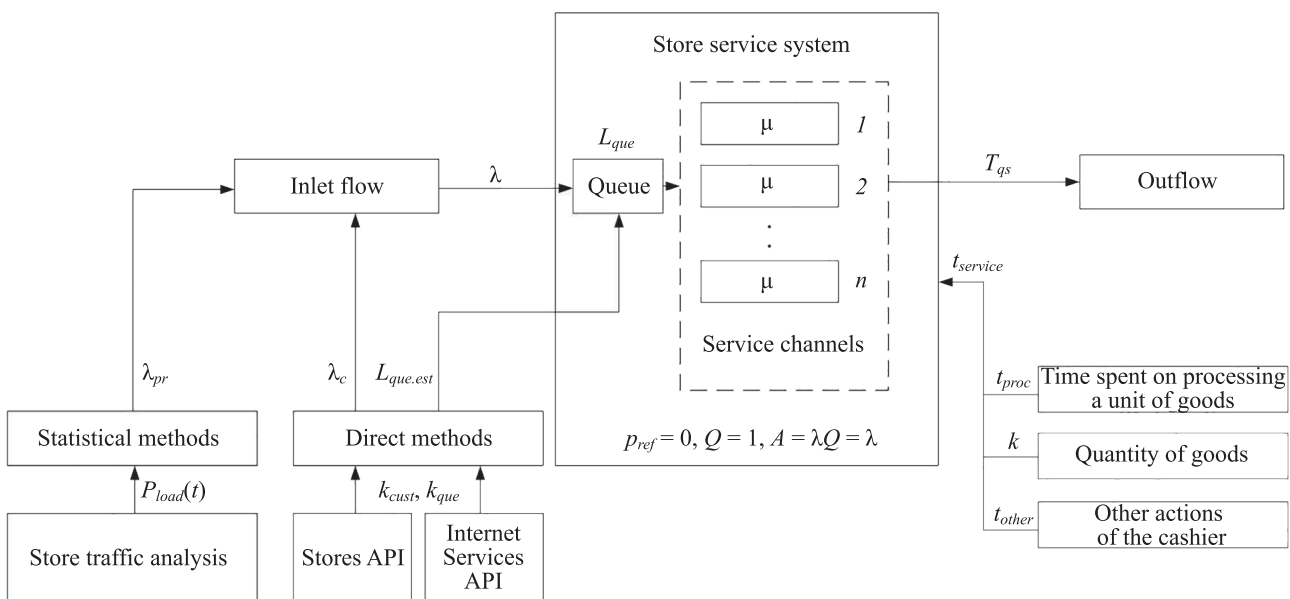 Store service system
μ 1
L_que
Inlet flow
λ
Queue
μ 2
T_qs
Outflow
.
.
μ n
t_service
Service channels
λ_pr
λ_c
L_que.est
t_proc
Time spent on processing
a unit of goods
Statistical methods
Direct methods
p_ref = 0, Q = 1, A = λQ = λ
k
Quantity of goods
P_load(t)
k_cust, k_que
t_other
Other actions
of the cashier
Store traffic analysis
Stores API
Internet
Services
API